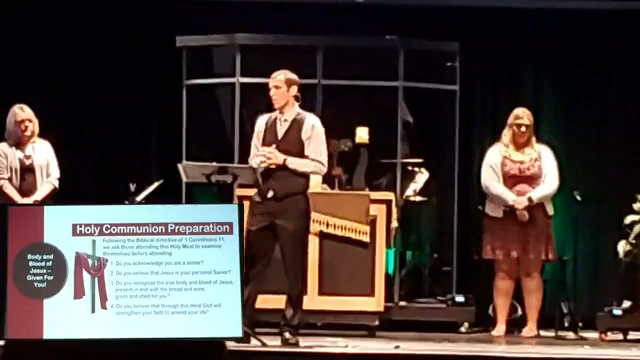 Holy Communion Preparation
Following the Biblical directive of 1 Corinthians 11,
we ask those attending this Holy Meal to examine
themselves before attending
Body and
Blood of
Jesus –
Given For
You!
1 Do you acknowledge you are a sinner?
2 Do you believe that Jesus is your personal Savior?
3 Do you recognize the true body and blood of Jesus,
present in and with the bread and wine,
given and shed for you?
4 Do you believe that through this meal God will
strengthen your faith to amend your life?